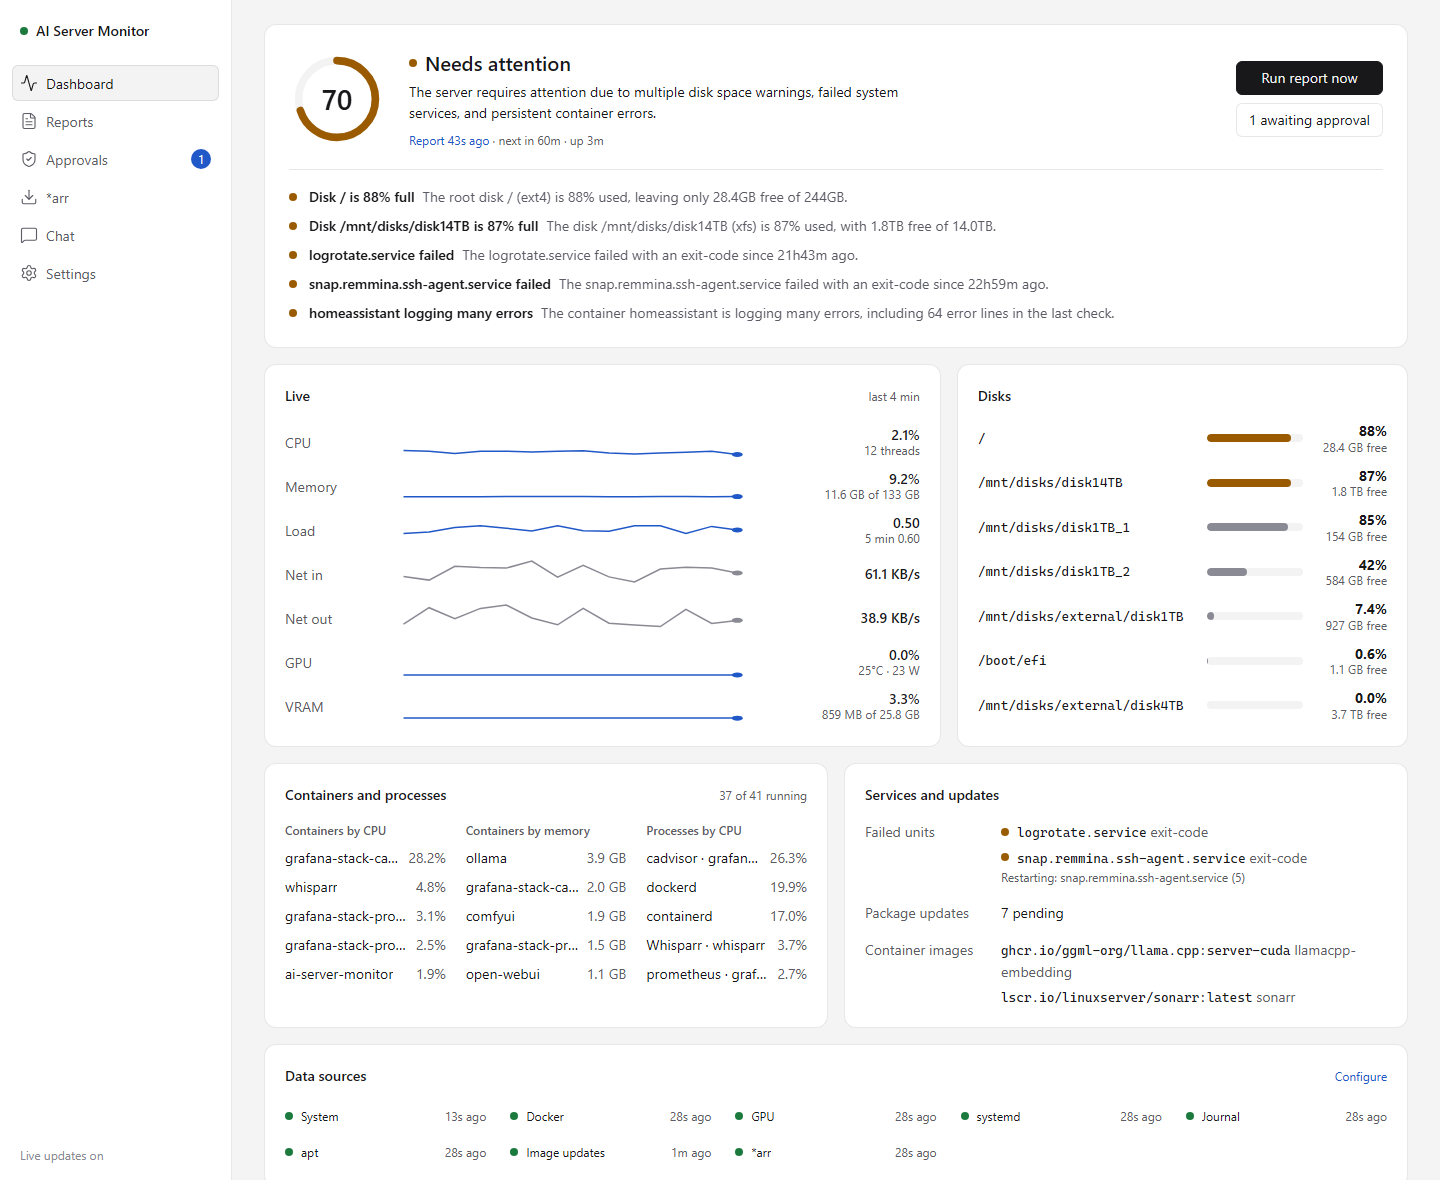 AI Server Monitor
Dashboard
Reports
Approvals 1
*arr
Chat
Settings
Live updates on
70
Needs attention
The server requires attention due to multiple disk space warnings, failed system
services, and persistent container errors.
Report 43s ago · next in 60m · up 3m
Run report now
1 awaiting approval
Disk / is 88% full The root disk / (ext4) is 88% used, leaving only 28.4GB free of 244GB.
Disk /mnt/disks/disk14TB is 87% full The disk /mnt/disks/disk14TB (xfs) is 87% used, with 1.8TB free of 14.0TB.
logrotate.service failed The logrotate.service failed with an exit-code since 21h43m ago.
snap.remmina.ssh-agent.service failed The snap.remmina.ssh-agent.service failed with an exit-code since 22h59m ago.
homeassistant logging many errors The container homeassistant is logging many errors, including 64 error lines in the last check.
Live last 4 min
CPU 2.1%
12 threads
Memory 9.2%
11.6 GB of 133 GB
Load 0.50
5 min 0.60
Net in 61.1 KB/s
Net out 38.9 KB/s
GPU 0.0%
25°C · 23 W
VRAM 3.3%
859 MB of 25.8 GB
Disks
/ 88%
28.4 GB free
/mnt/disks/disk14TB 87%
1.8 TB free
/mnt/disks/disk1TB_1 85%
154 GB free
/mnt/disks/disk1TB_2 42%
584 GB free
/mnt/disks/external/disk1TB 7.4%
927 GB free
/boot/efi 0.6%
1.1 GB free
/mnt/disks/external/disk4TB 0.0%
3.7 TB free
Containers and processes 37 of 41 running
Containers by CPU
grafana-stack-ca... 28.2%
whisparr 4.8%
grafana-stack-pro... 3.1%
grafana-stack-pro... 2.5%
ai-server-monitor 1.9%
Containers by memory
ollama 3.9 GB
grafana-stack-ca... 2.0 GB
comfyui 1.9 GB
grafana-stack-pr... 1.5 GB
open-webui 1.1 GB
Processes by CPU
cadvisor · grafan... 26.3%
dockerd 19.9%
containerd 17.0%
Whisparr · whisparr 3.7%
prometheus · graf... 2.7%
Services and updates
Failed units logrotate.service exit-code
snap.remmina.ssh-agent.service exit-code
Restarting: snap.remmina.ssh-agent.service (5)
Package updates 7 pending
Container images ghcr.io/ggml-org/llama.cpp:server-cuda llamacpp-
embedding
lscr.io/linuxserver/sonarr:latest sonarr
Data sources Configure
System 13s ago Docker 28s ago GPU 28s ago systemd 28s ago Journal 28s ago
apt 28s ago Image updates 1m ago *arr 28s ago